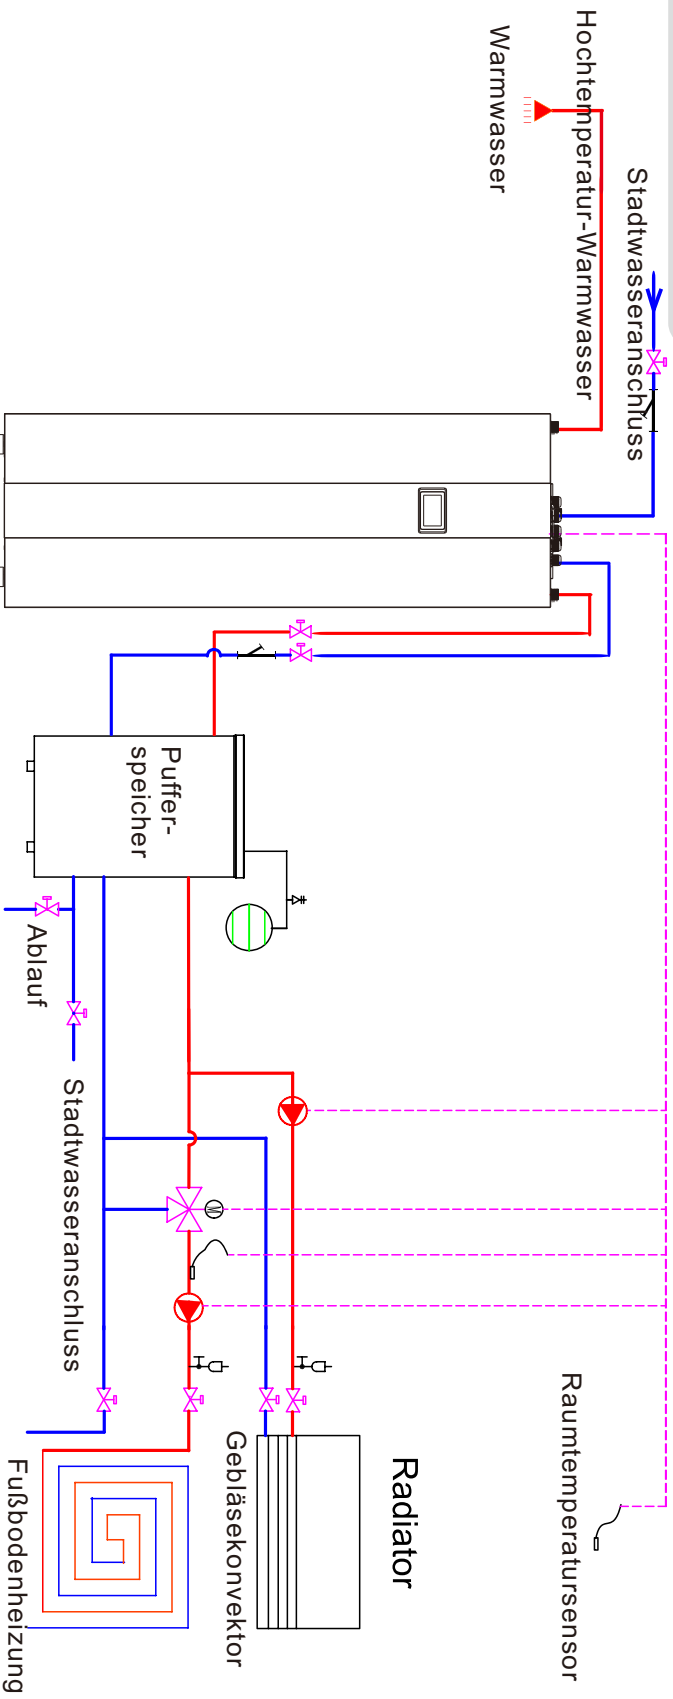 Stadtwasseranschluss
Hochtemperatur-Warmwasser
Warmwasser
Puffer-
speicher
Ablauf
Stadtwasseranschluss
M
Raumtemperatursensor
Radiator
Gebläsekonvektor
Fußbodenheizung